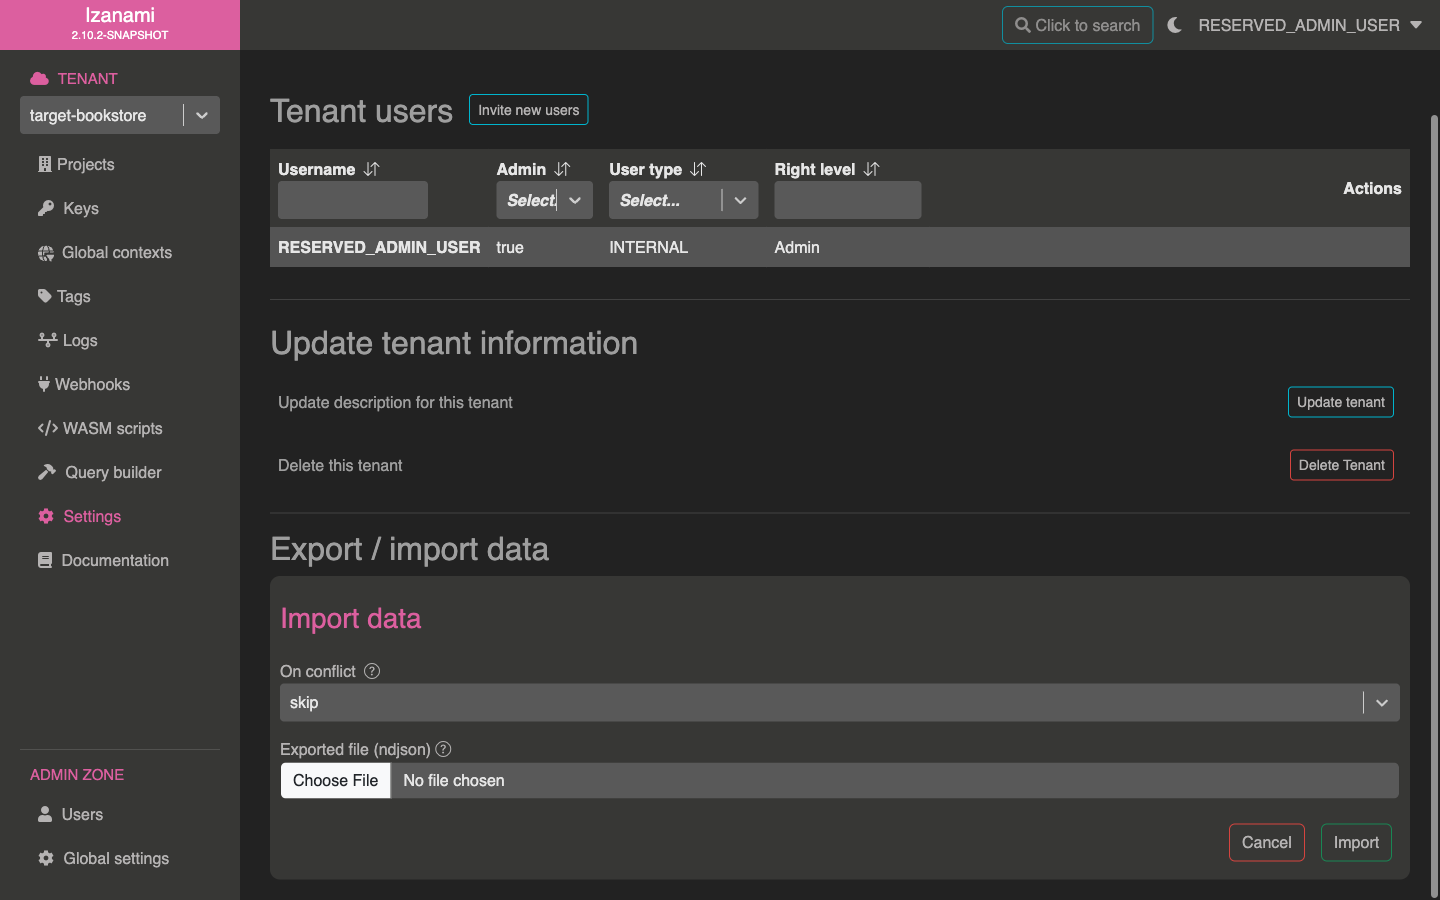 Izanami
2.10.2-SNAPSHOT
Click to search
RESERVED_ADMIN_USER
TENANT
target-bookstore
Projects
Keys
Global contexts
Tags
Logs
Webhooks
WASM scripts
Query builder
Settings
Documentation
ADMIN ZONE
Users
Global settings
Tenant users
Invite new users
Username
Admin
User type
Right level
Actions
Select.
Select...
RESERVED_ADMIN_USER true INTERNAL Admin
Update tenant information
Update description for this tenant
Update tenant
Delete this tenant
Delete Tenant
Export / import data
Import data
On conflict
skip
Exported file (ndjson)
Choose File No file chosen
Cancel
Import